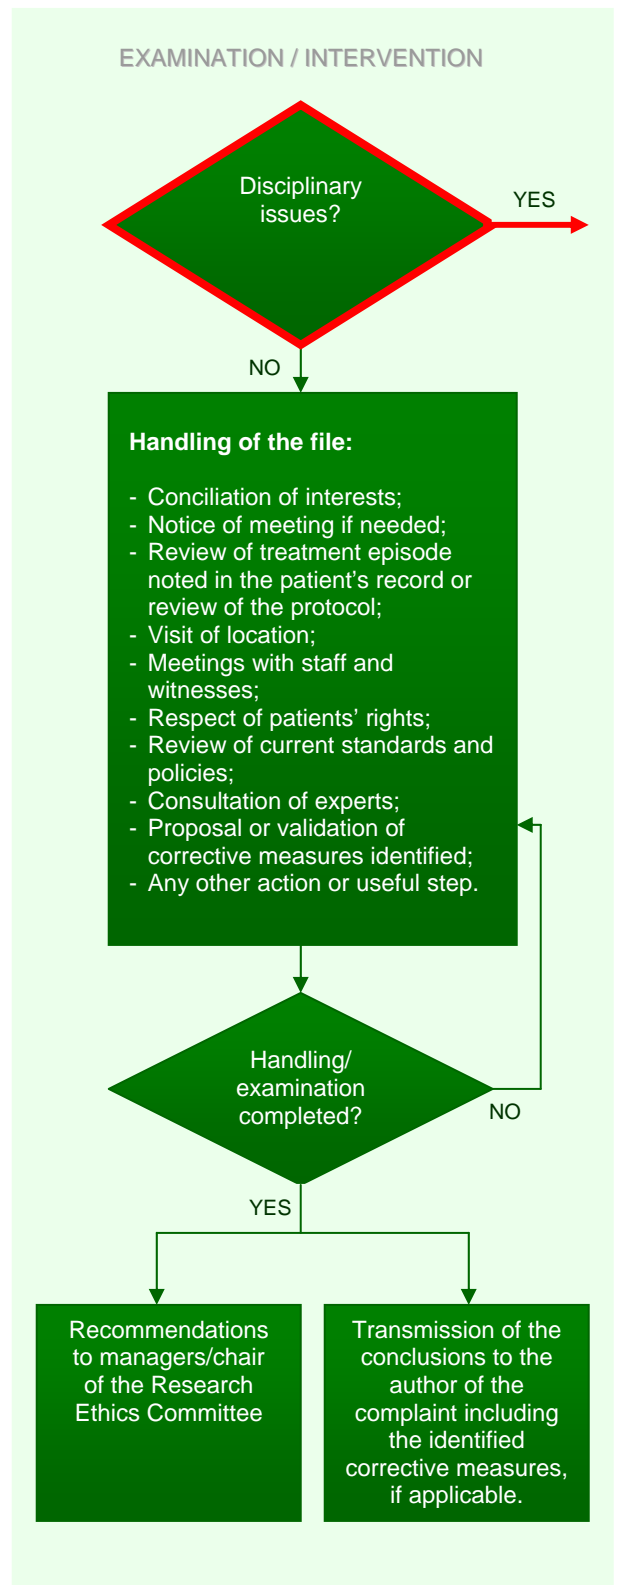 EXAMINATION / INTERVENTION
Disciplinary
issues?
YES
NO
Handling of the file:
- Conciliation of interests;
- Notice of meeting if needed;
- Review of treatment episode
noted in the patient’s record or
review of the protocol;
- Visit of location;
- Meetings with staff and
witnesses;
- Respect of patients’ rights;
- Review of current standards and
policies;
- Consultation of experts;
- Proposal or validation of
corrective measures identified;
- Any other action or useful step.
Handling/
examination
completed?
NO
YES
Recommendations
to managers/chair
of the Research
Ethics Committee
Transmission of the
conclusions to the
author of the
complaint including
the identified
corrective measures,
if applicable.